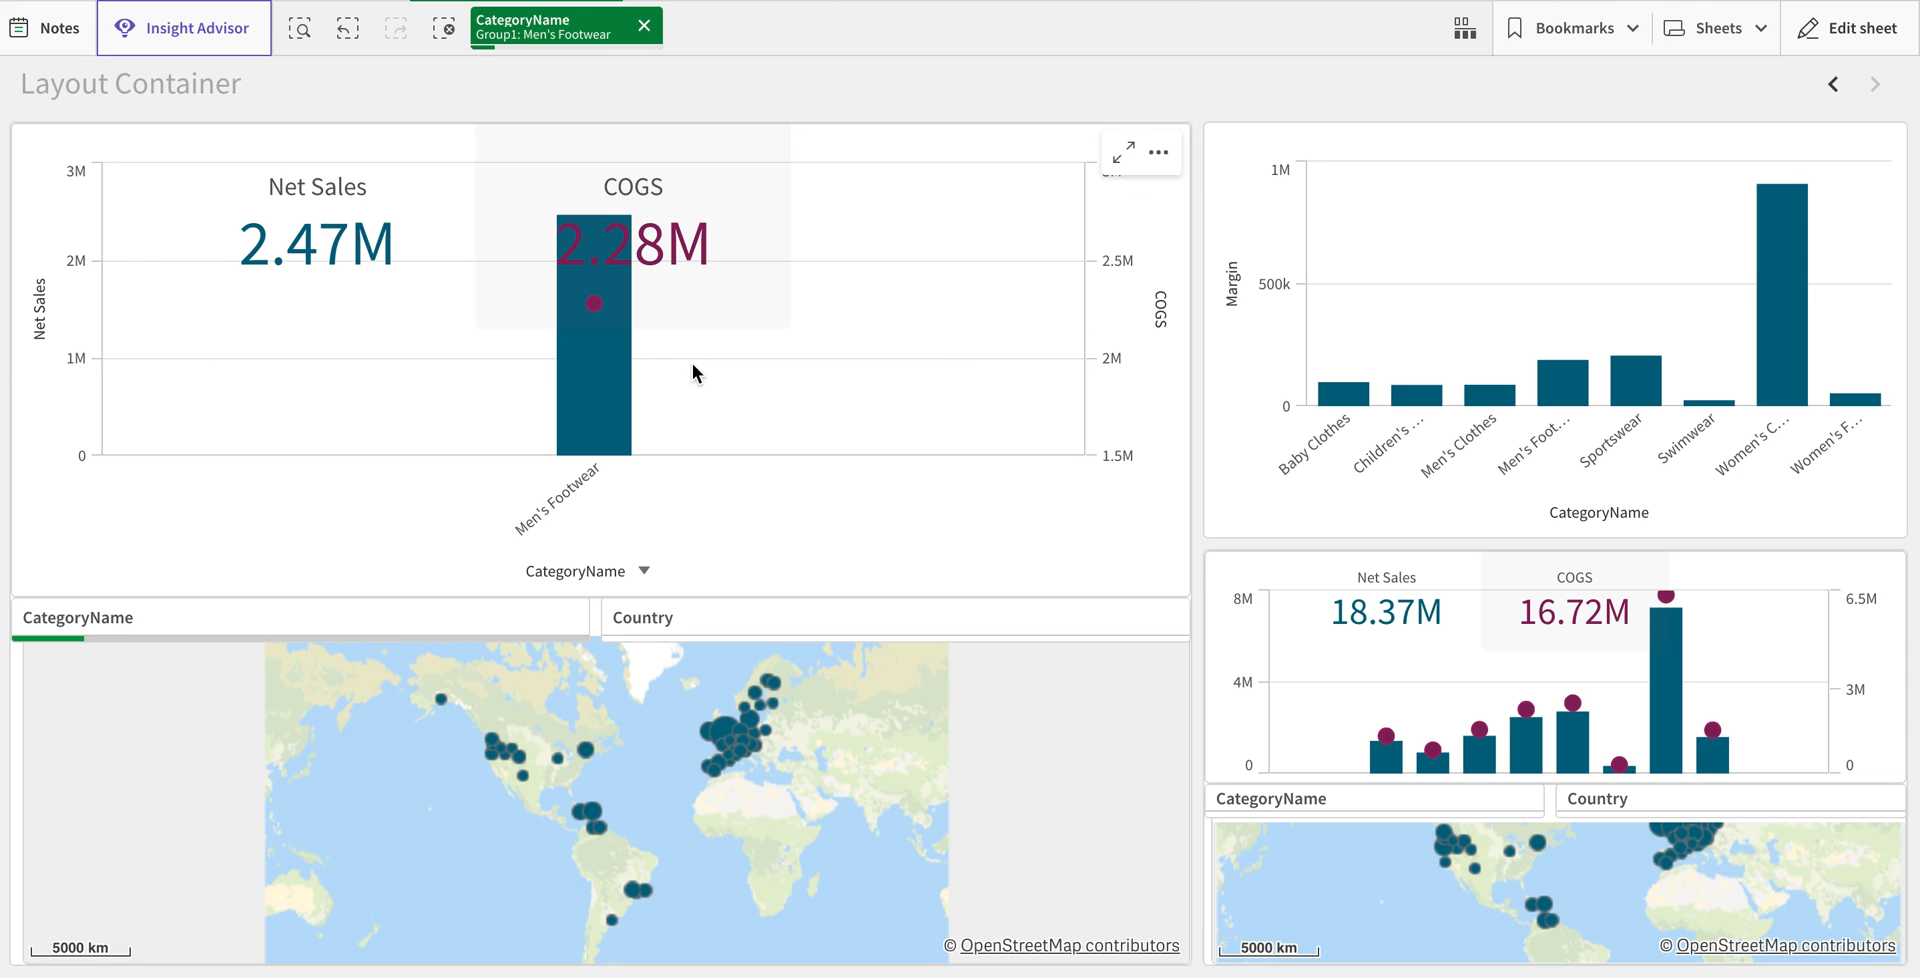 Notes
Insight Advisor
CategoryName
Group1: Men's Footwear
Bookmarks
Sheets
Edit sheet
Layout Container
3M
2M
1M
0
Net Sales
Net Sales
2.47M
COGS
2.28M
2.5M
2M
1.5M
COGS
Men's Footwear
CategoryName
1M
500k
0
Margin
Baby Clothes
Children's ...
Men's Clothes
Men's Foot...
Sportswear
Swimwear
Women's C...
Women's F...
CategoryName
CategoryName
Country
5000 km
© OpenStreetMap contributors
Net Sales
18.37M
COGS
16.72M
8M
4M
0
6.5M
3M
0
CategoryName
Country
5000 km
© OpenStreetMap contributors